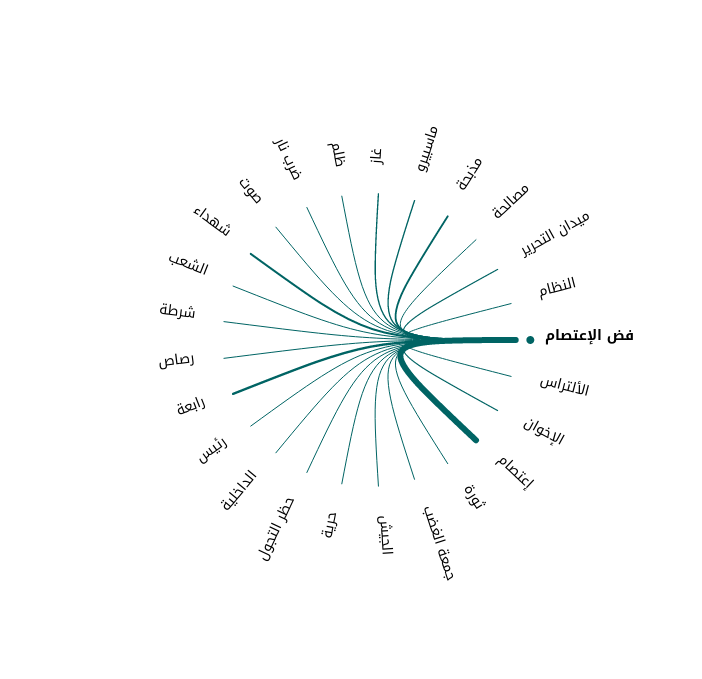 فض الإعتصام
النظام
ميدان التحرير
مصالحة
مذبحة
ماسبيرو
غاز
ظلم
ضرب نار
صوت
شهداء
الشعب
شرطة
رصاص
رابعة
رئيس
الداخلية
حظر التجول
حرية
الجيش
جمعة الغضب
ثورة
إعتصام
الإخوان
الألتراس